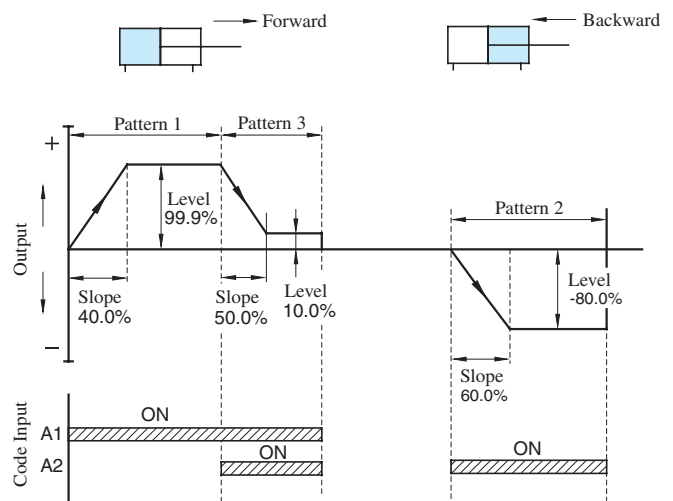 Forward
Backward
Pattern 1
Pattern 3
+
Pattern 2
Output
Level
99.9%
Level
-80.0%
Slope
40.0%
Slope
50.0%
Level
10.0%
−
Slope
60.0%
Code Input
ON
A1
ON
ON
A2